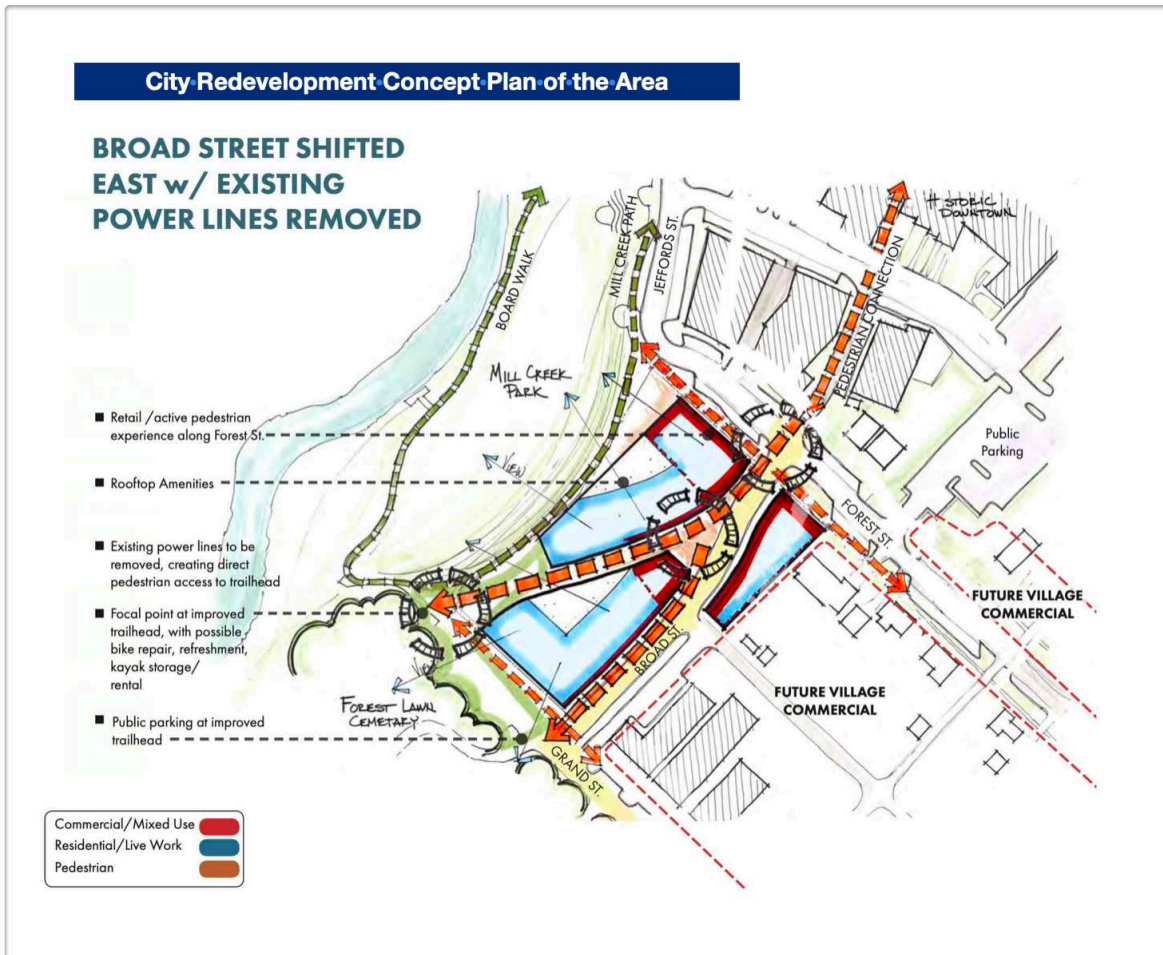 City Redevelopment Concept Plan of the Area
BROAD STREET SHIFTED
EAST w/ EXISTING
POWER LINES REMOVED
HISTORIC
DOWNTOWN
MILL CREEK PATH
JEFFORDS ST.
BOARD WALK
PEDESTRIAN CONNECTION
MILL CREEK
PARK
■ Retail /active pedestrian
experience along Forest St.
Public
Parking
VIEW
■ Rooftop Amenities
FOREST ST.
■ Existing power lines to be
removed, creating direct
pedestrian access to trailhead
FUTURE VILLAGE
COMMERCIAL
■ Focal point at improved
trailhead, with possible
bike repair, refreshment,
kayak storage/
rental
BROAD ST.
VIEW
FUTURE VILLAGE
COMMERCIAL
FOREST LAWN
CEMETARY
■ Public parking at improved
trailhead
GRAND ST.
Commercial/Mixed Use
Residential/Live Work
Pedestrian